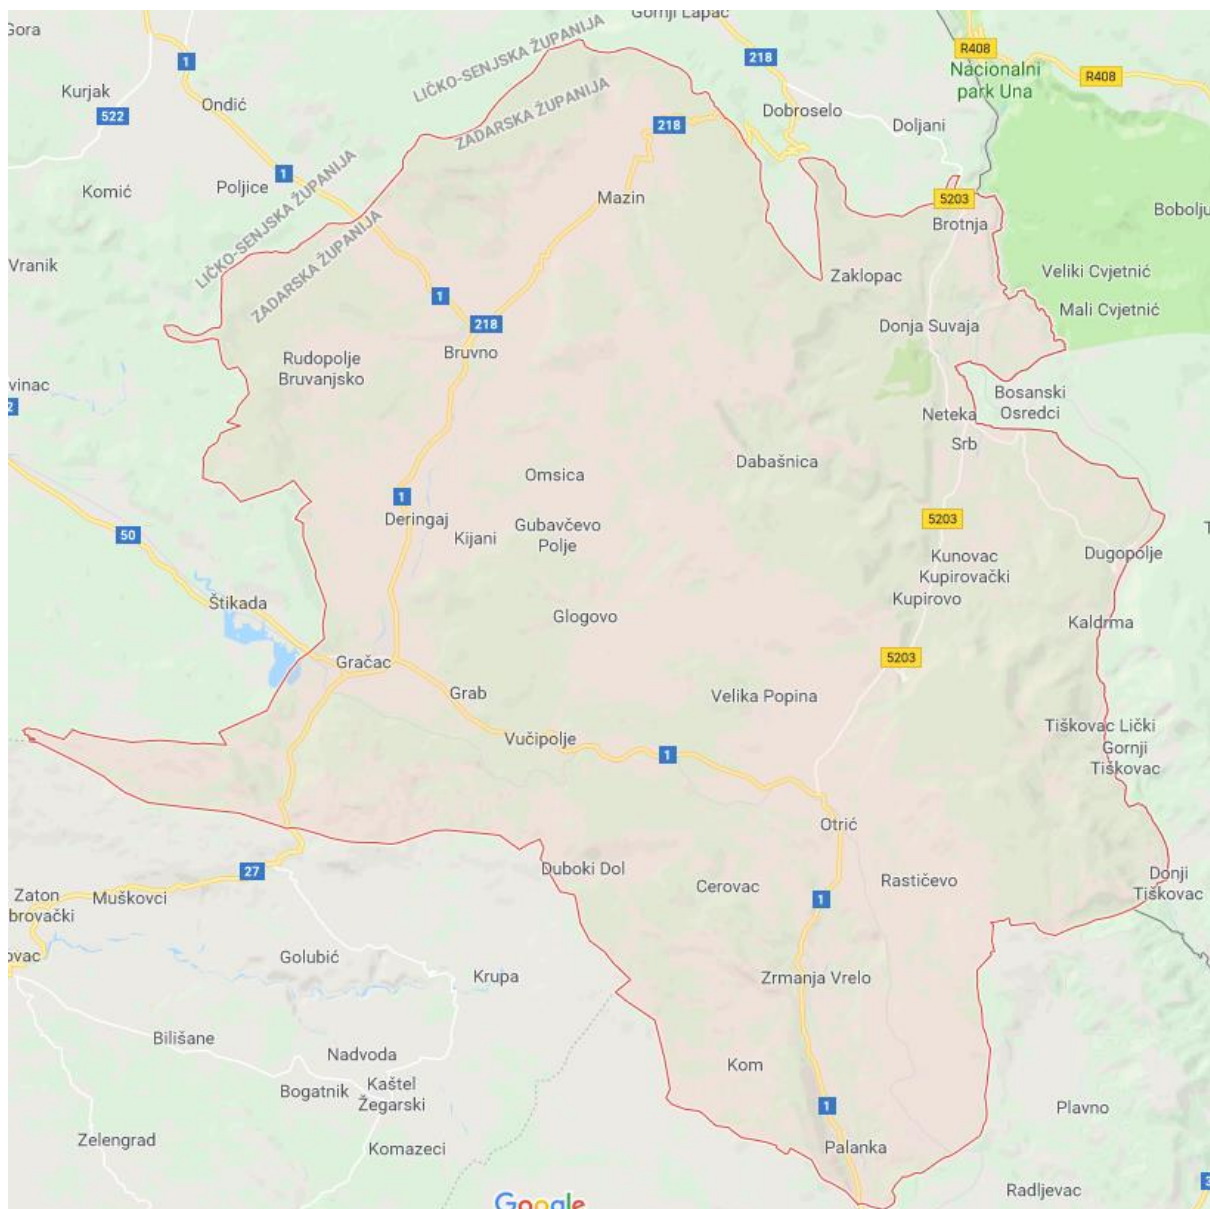 Gornji Lapac
Gora
1
218
R408
R408
Nacionalni
park Una
LIČKO-SENJSKA ŽUPANIJA
ZADARSKA ŽUPANIJA
Kurjak
Ondić
522
Dobroselo
Doljani
218
1
Poljice
Komić
Mazin
5203
Brotnja
LIČKO-SENJSKA ŽUPANIJA
ZADARSKA ŽUPANIJA
Vranik
Zaklopac
Veliki Cvjetnić
Mali Cvjetnić
1
218
Donja Suvaja
Bruvno
Rudopolje
Bruvanjsko
vinac
2
Bosanski
Osredci
Neteka
Srb
Dabašnica
Omsica
1
Deringaj
Kijani
Gubavčevo
Polje
5203
50
Dugopolje
Kunovac
Kupirovački
Kupirovo
Štikada
Glogovo
Kaldrma
Gračac
5203
Grab
Velika Popina
Tiškovac Lički
Gornji
Tiškovac
Vučipolje
1
Otrić
27
Duboki Dol
Cerovac
Rastičevo
Donji
Tiškovac
Zaton
brovački
Muškovci
1
ovac
Golubić
Krupa
Zrmanja Vrelo
Bilišane
Nadvoda
Bogatnik
Kaštel
Žegarski
Kom
1
Plavno
Zelengrad
Komazeci
Palanka
Radljevac
Google